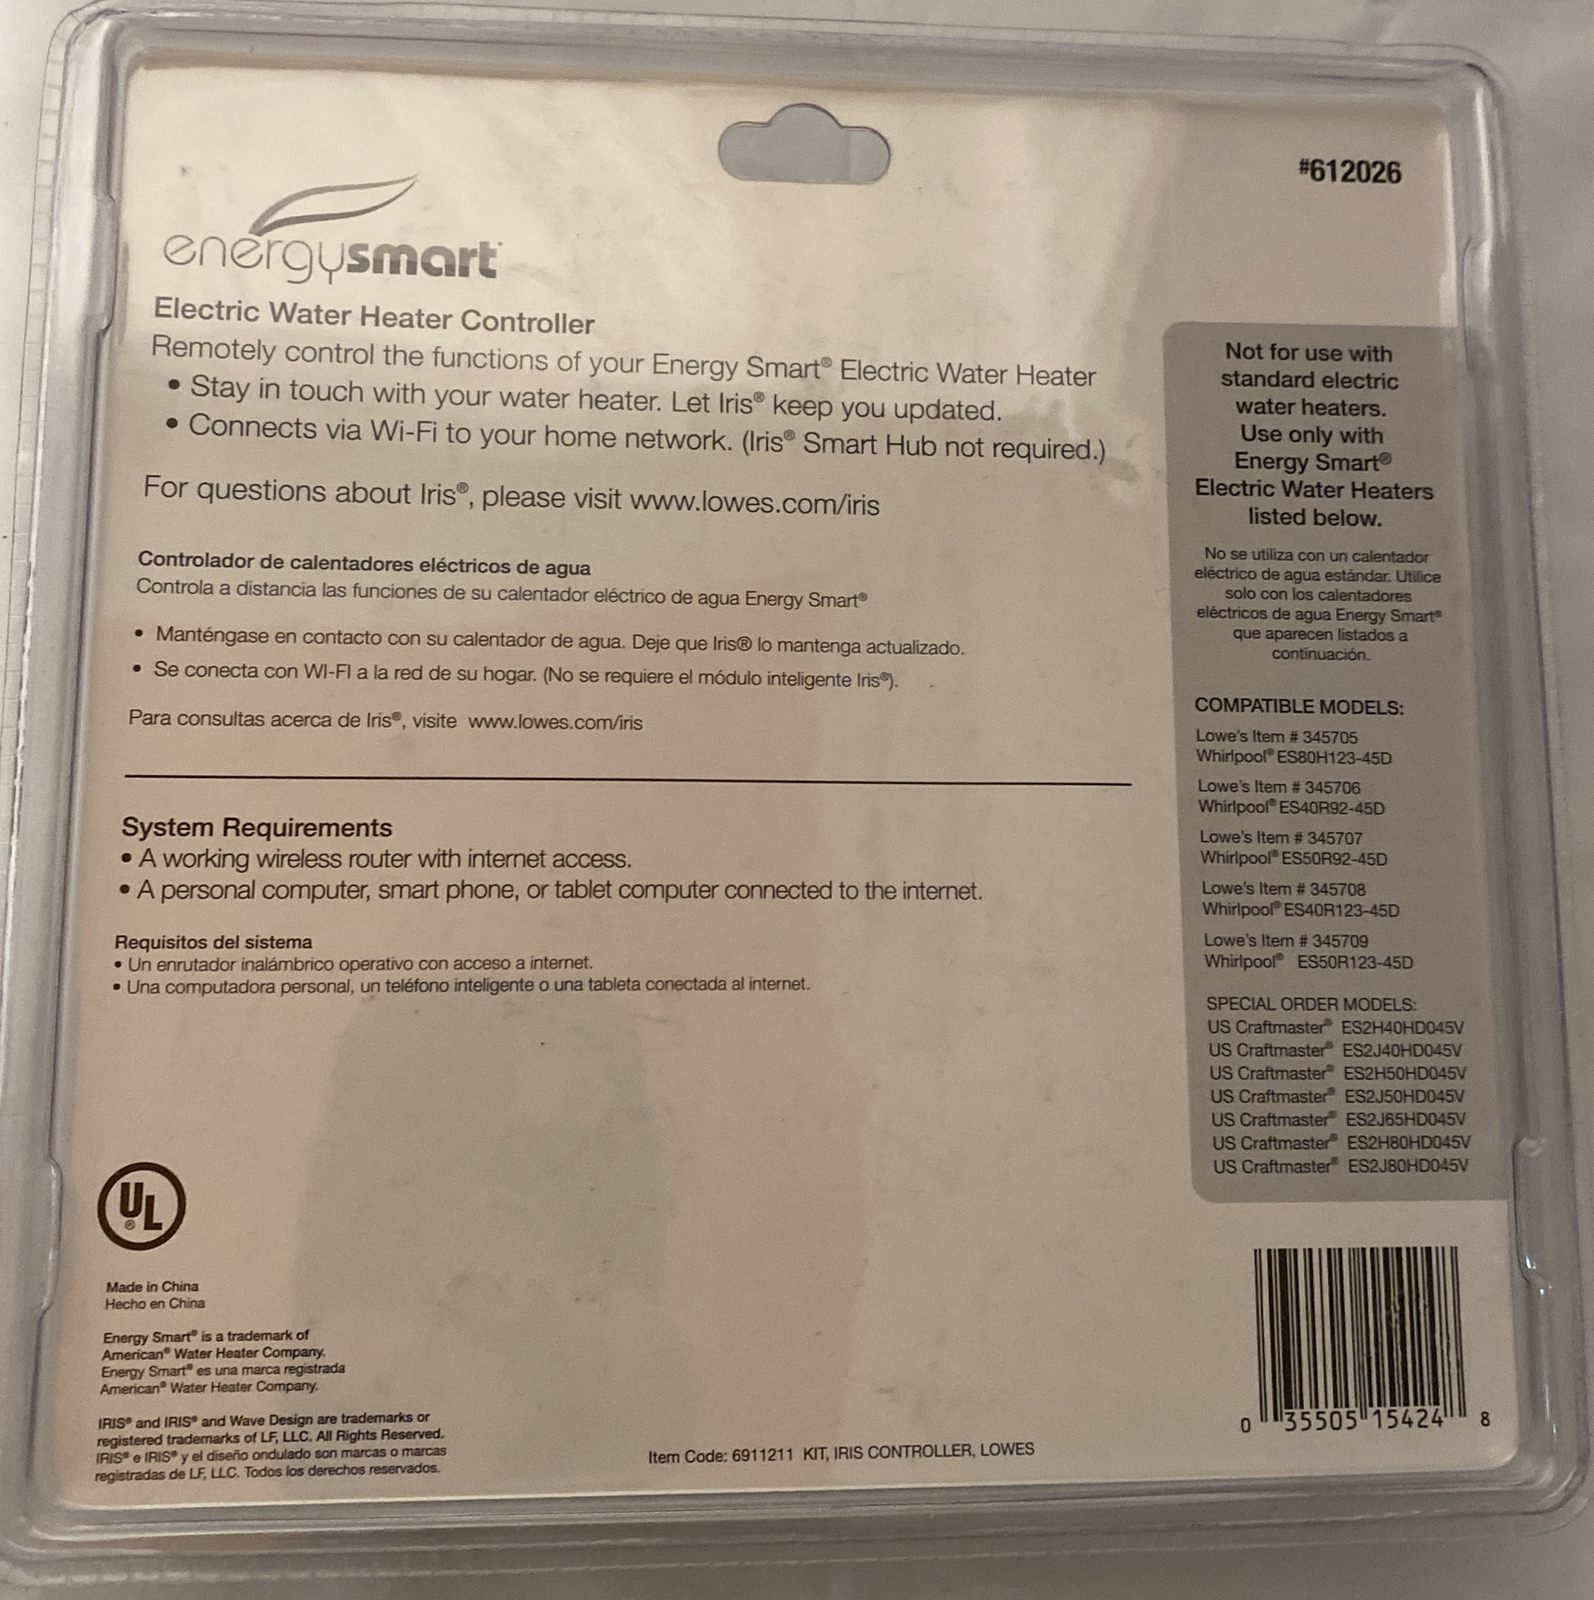 #612026
energysmart
Electric Water Heater Controller
Remotely control the functions of your Energy Smart® Electric Water Heater
• Stay in touch with your water heater. Let Iris® keep you updated.
• Connects via Wi-Fi to your home network. (Iris® Smart Hub not required.)
For questions about Iris®, please visit www.lowes.com/iris
Controlador de calentadores eléctricos de agua
Controla a distancia las funciones de su calentador eléctrico de agua Energy Smart®
• Manténgase en contacto con su calentador de agua. Deje que Iris® lo mantenga actualizado.
• Se conecta con WI-FI a la red de su hogar. (No se requiere el módulo inteligente Iris®).
Para consultas acerca de Iris®, visite www.lowes.com/iris
System Requirements
• A working wireless router with internet access.
• A personal computer, smart phone, or tablet computer connected to the internet.
Requisitos del sistema
• Un enrutador inalámbrico operativo con acceso a internet.
• Una computadora personal, un teléfono inteligente o una tableta conectada al internet.
UL
®
Made in China
Hecho en China
Energy Smart® is a trademark of
American® Water Heater Company.
Energy Smart® es una marca registrada
American® Water Heater Company.
IRIS® and IRIS® and Wave Design are trademarks or
registered trademarks of LF, LLC. All Rights Reserved.
IRIS® e IRIS® y el diseño ondulado son marcas o marcas
registradas de LF, LLC. Todos los derechos reservados.
Item Code: 6911211 KIT, IRIS CONTROLLER, LOWES
Not for use with
standard electric
water heaters.
Use only with
Energy Smart®
Electric Water Heaters
listed below.
No se utiliza con un calentador
eléctrico de agua estándar. Utilice
solo con los calentadores
eléctricos de agua Energy Smart®
que aparecen listados a
continuación.
COMPATIBLE MODELS:
Lowe's Item # 345705
Whirlpool® ES80H123-45D
Lowe's Item # 345706
Whirlpool® ES40R92-45D
Lowe's Item # 345707
Whirlpool® ES50R92-45D
Lowe's Item # 345708
Whirlpool® ES40R123-45D
Lowe's Item # 345709
Whirlpool® ES50R123-45D
SPECIAL ORDER MODELS:
US Craftmaster® ES2H40HD045V
US Craftmaster® ES2J40HD045V
US Craftmaster® ES2H50HD045V
US Craftmaster® ES2J50HD045V
US Craftmaster® ES2J65HD045V
US Craftmaster® ES2H80HD045V
US Craftmaster® ES2J80HD045V
0 35505 15424 8